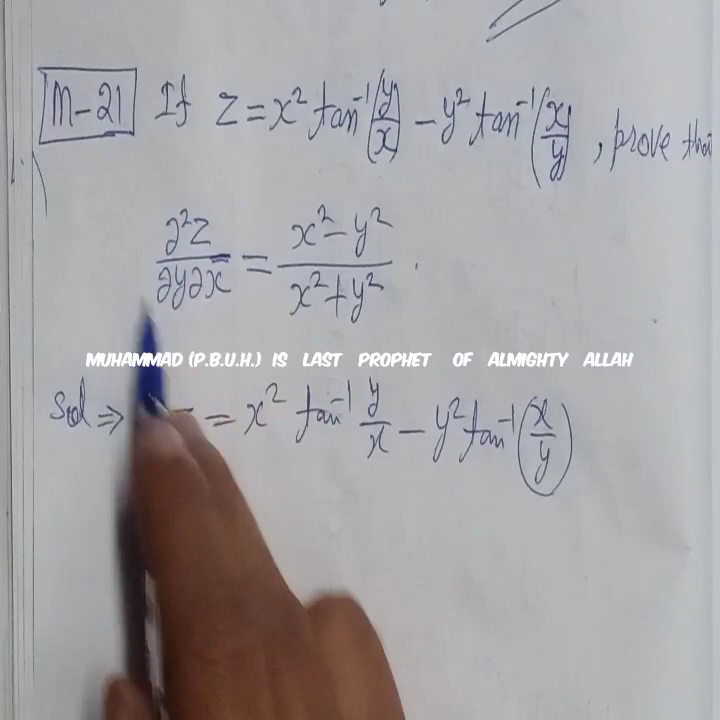 M-21 If z = x² tan⁻¹(y/x) − y² tan⁻¹(x/y), prove
∂²z/∂y∂x = (x² − y²)/(x² + y²).
MUHAMMAD (P.B.U.H.) IS LAST PROPHET OF ALMIGHTY ALLAH
Sol ⇒ = x² tan⁻¹ y/x − y² tan⁻¹(x/y)